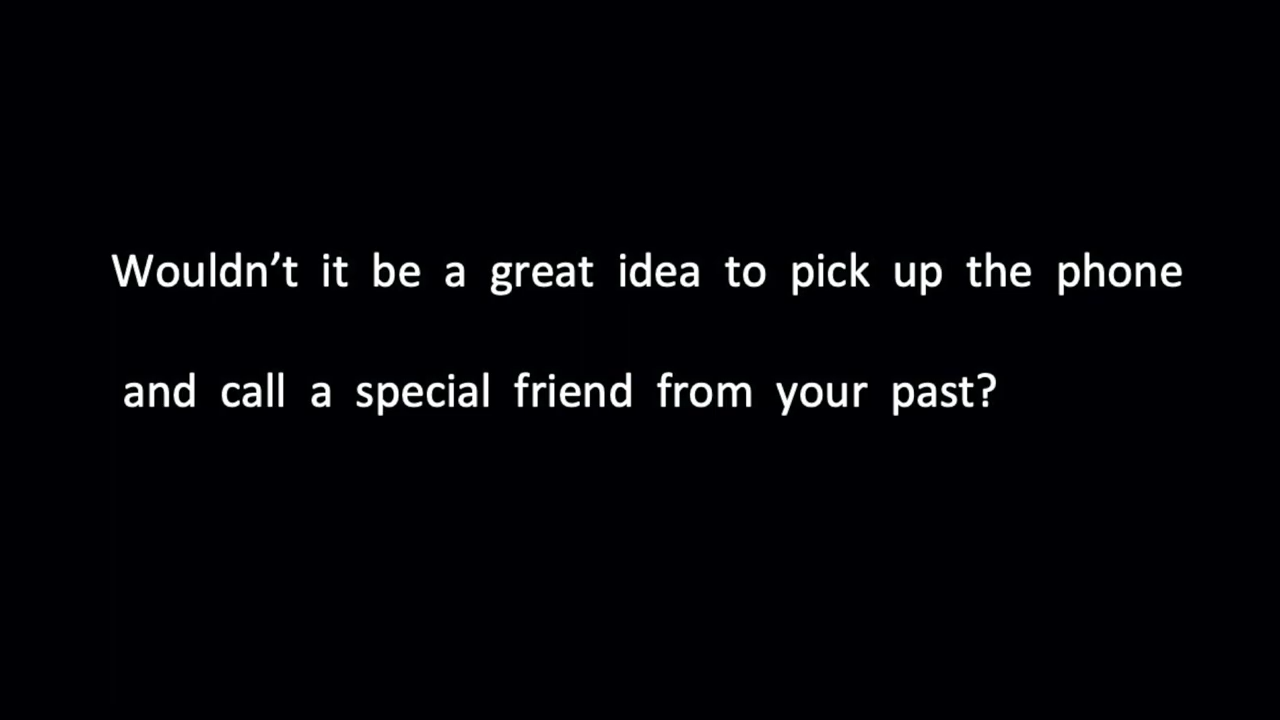 Wouldn’t it be a great idea to pick up the phone
and call a special friend from your past?